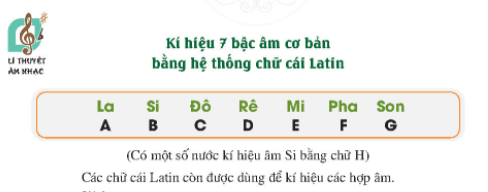 LÍ THUYẾT
ÂM NHẠC
Kí hiệu 7 bậc âm cơ bản
bằng hệ thống chữ cái Latin
La Si Đô Rê Mi Pha Son
A B C D E F G
(Có một số nước kí hiệu âm Si bằng chữ H)
Các chữ cái Latin còn được dùng để kí hiệu các hợp âm.